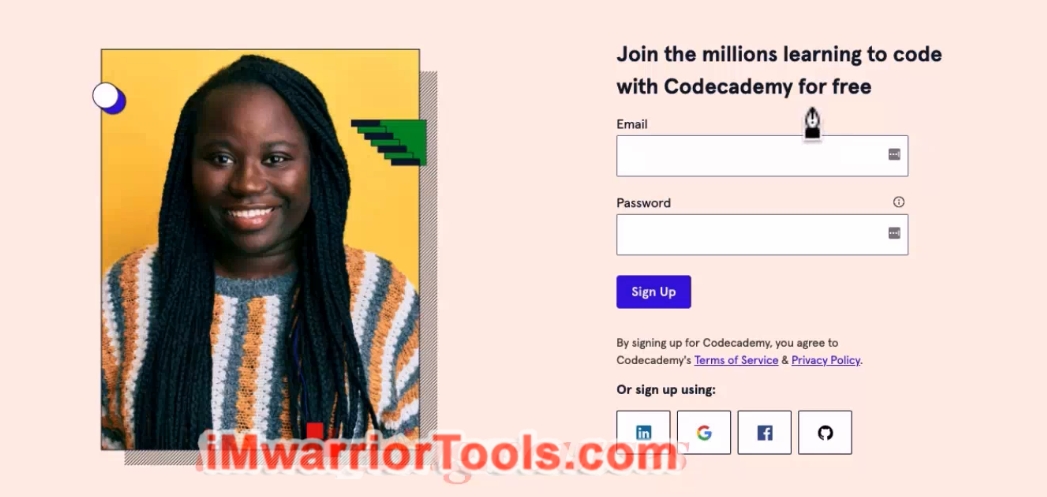 Join the millions learning to code
with Codecademy for free
Email
Password
Sign Up
By signing up for Codecademy, you agree to
Codecademy's Terms of Service & Privacy Policy.
Or sign up using:
in
G
f
iMwarriorTools.com